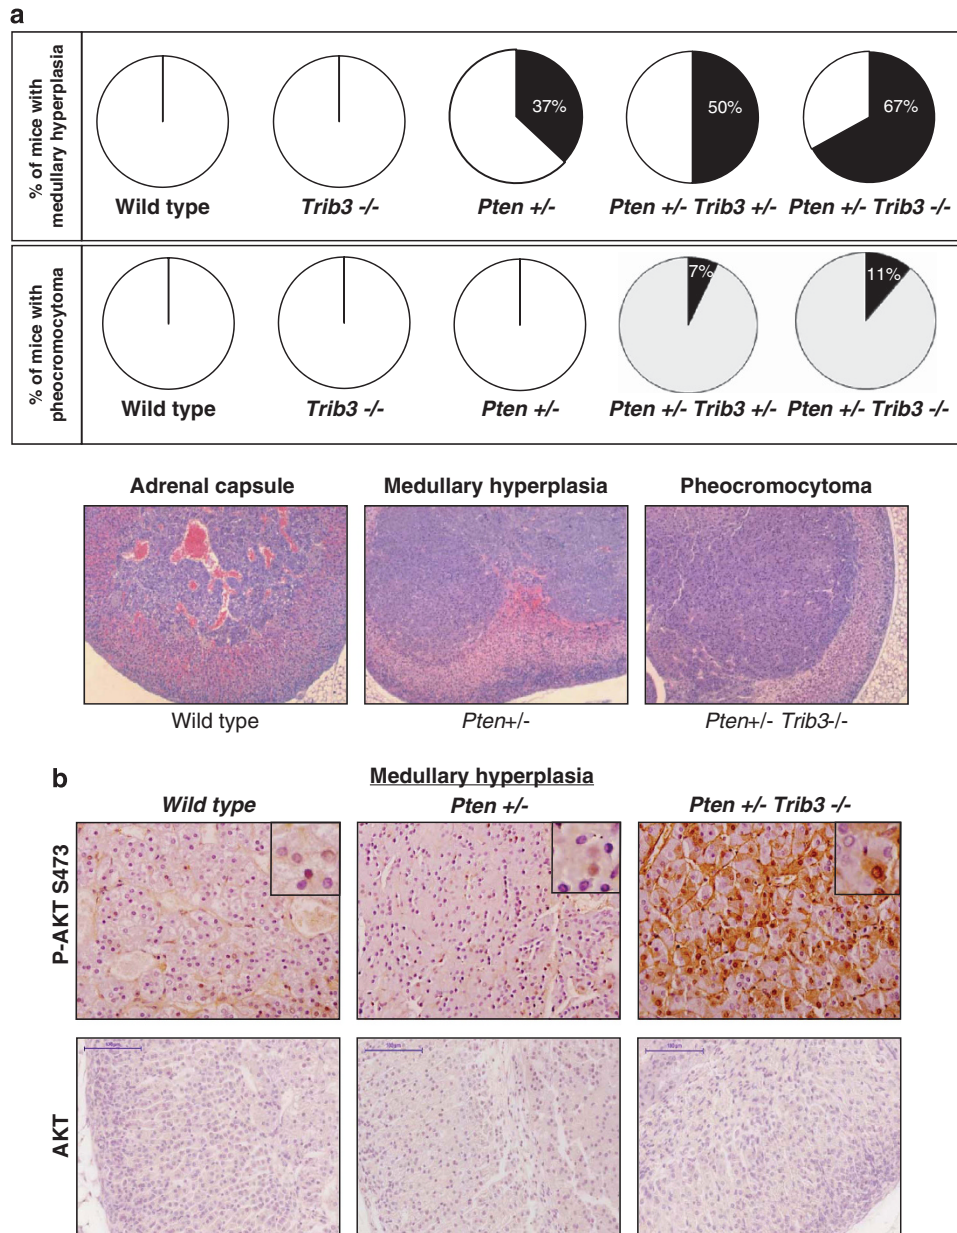 a
% of mice with
medullary hyperplasia
37%
50%
67%
Wild type
Trib3 -/-
Pten +/-
Pten +/- Trib3 +/-
Pten +/- Trib3 -/-
% of mice with
pheocromocytoma
7%
11%
Wild type
Trib3 -/-
Pten +/-
Pten +/- Trib3 +/-
Pten +/- Trib3 -/-
Adrenal capsule
Medullary hyperplasia
Pheocromocytoma
Wild type
Pten+/-
Pten+/- Trib3-/-
b
Medullary hyperplasia
Wild type
Pten +/-
Pten +/- Trib3 -/-
P-AKT S473
AKT
100µm
100µm